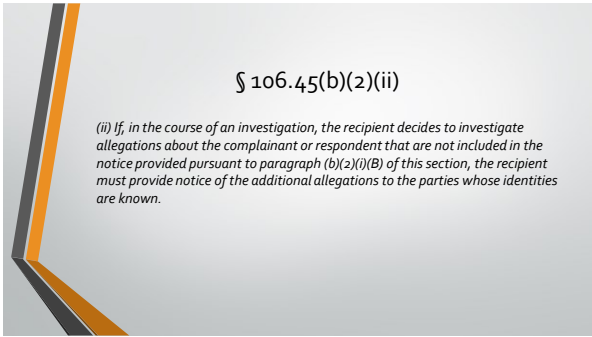 § 106.45(b)(2)(ii)
(ii) If, in the course of an investigation, the recipient decides to investigate
allegations about the complainant or respondent that are not included in the
notice provided pursuant to paragraph (b)(2)(i)(B) of this section, the recipient
must provide notice of the additional allegations to the parties whose identities
are known.